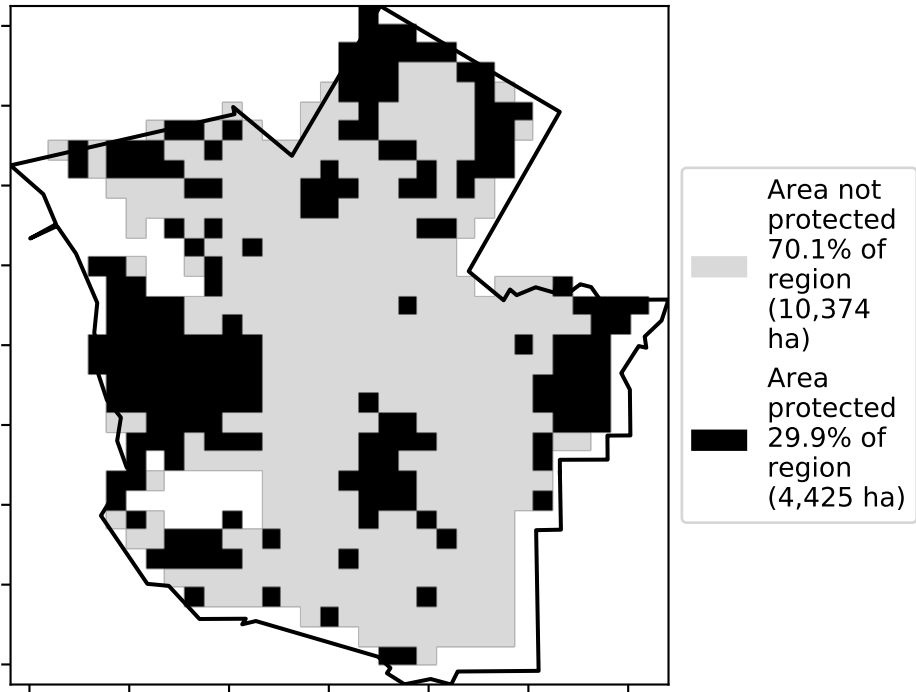 Area not
protected
70.1% of
region
(10,374
ha)
Area
protected
29.9% of
region
(4,425 ha)